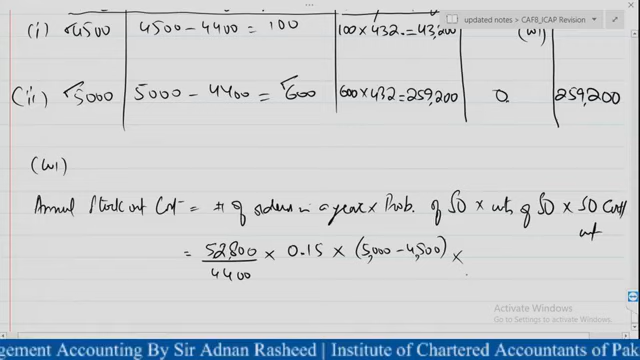 updated notes > CAF8_ICAP Revision
(i) 4500 4500 - 4400 = 100 100 x 432 = 43,200 (w1)
(ii) 5000 5000 - 4400 = 600 600 x 432 = 259,200 0. 259,200
(w1)
Annual Stock out Cost = # of orders in a year x Prob. of SO x uts of SO x SO Cost/
ut
= 52,800 x 0.15 x (5,000 - 4,500) x
4400
Activate Windows
Go to Settings to activate Windows.
gement Accounting By Sir Adnan Rasheed | Institute of Chartered Accountants of Pak